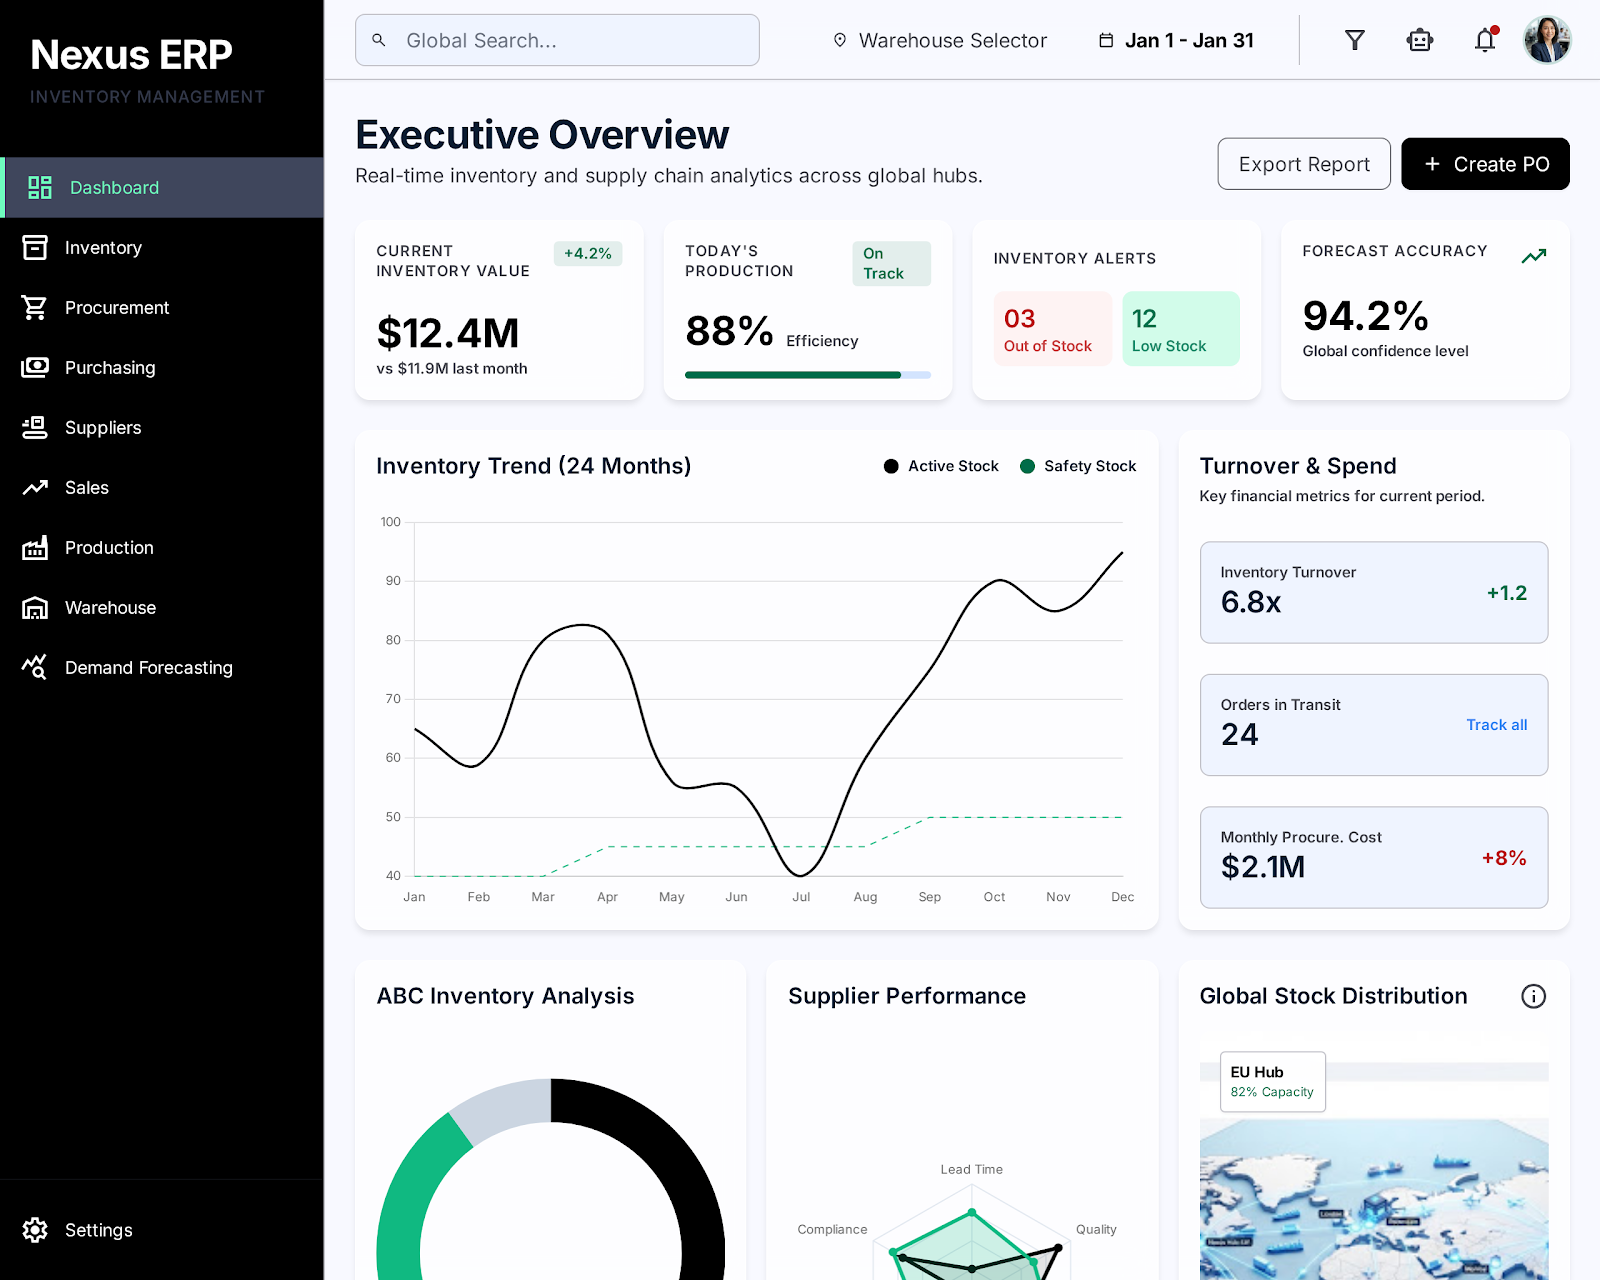 Nexus ERP
INVENTORY MANAGEMENT
Dashboard
Inventory
Procurement
Purchasing
Suppliers
Sales
Production
Warehouse
Demand Forecasting
Settings
Global Search...
Warehouse Selector
Jan 1 - Jan 31
Executive Overview
Real-time inventory and supply chain analytics across global hubs.
Export Report
+ Create PO
CURRENT
INVENTORY VALUE
+4.2%
$12.4M
vs $11.9M last month
TODAY'S
PRODUCTION
On
Track
88% Efficiency
INVENTORY ALERTS
03
Out of Stock
12
Low Stock
FORECAST ACCURACY
94.2%
Global confidence level
Inventory Trend (24 Months)
Active Stock
Safety Stock
100
90
80
70
60
50
40
Jan Feb Mar Apr May Jun Jul Aug Sep Oct Nov Dec
Turnover & Spend
Key financial metrics for current period.
Inventory Turnover
6.8x
+1.2
Orders in Transit
24
Track all
Monthly Procure. Cost
$2.1M
+8%
ABC Inventory Analysis
Supplier Performance
Lead Time
Compliance
Quality
Global Stock Distribution
EU Hub
82% Capacity